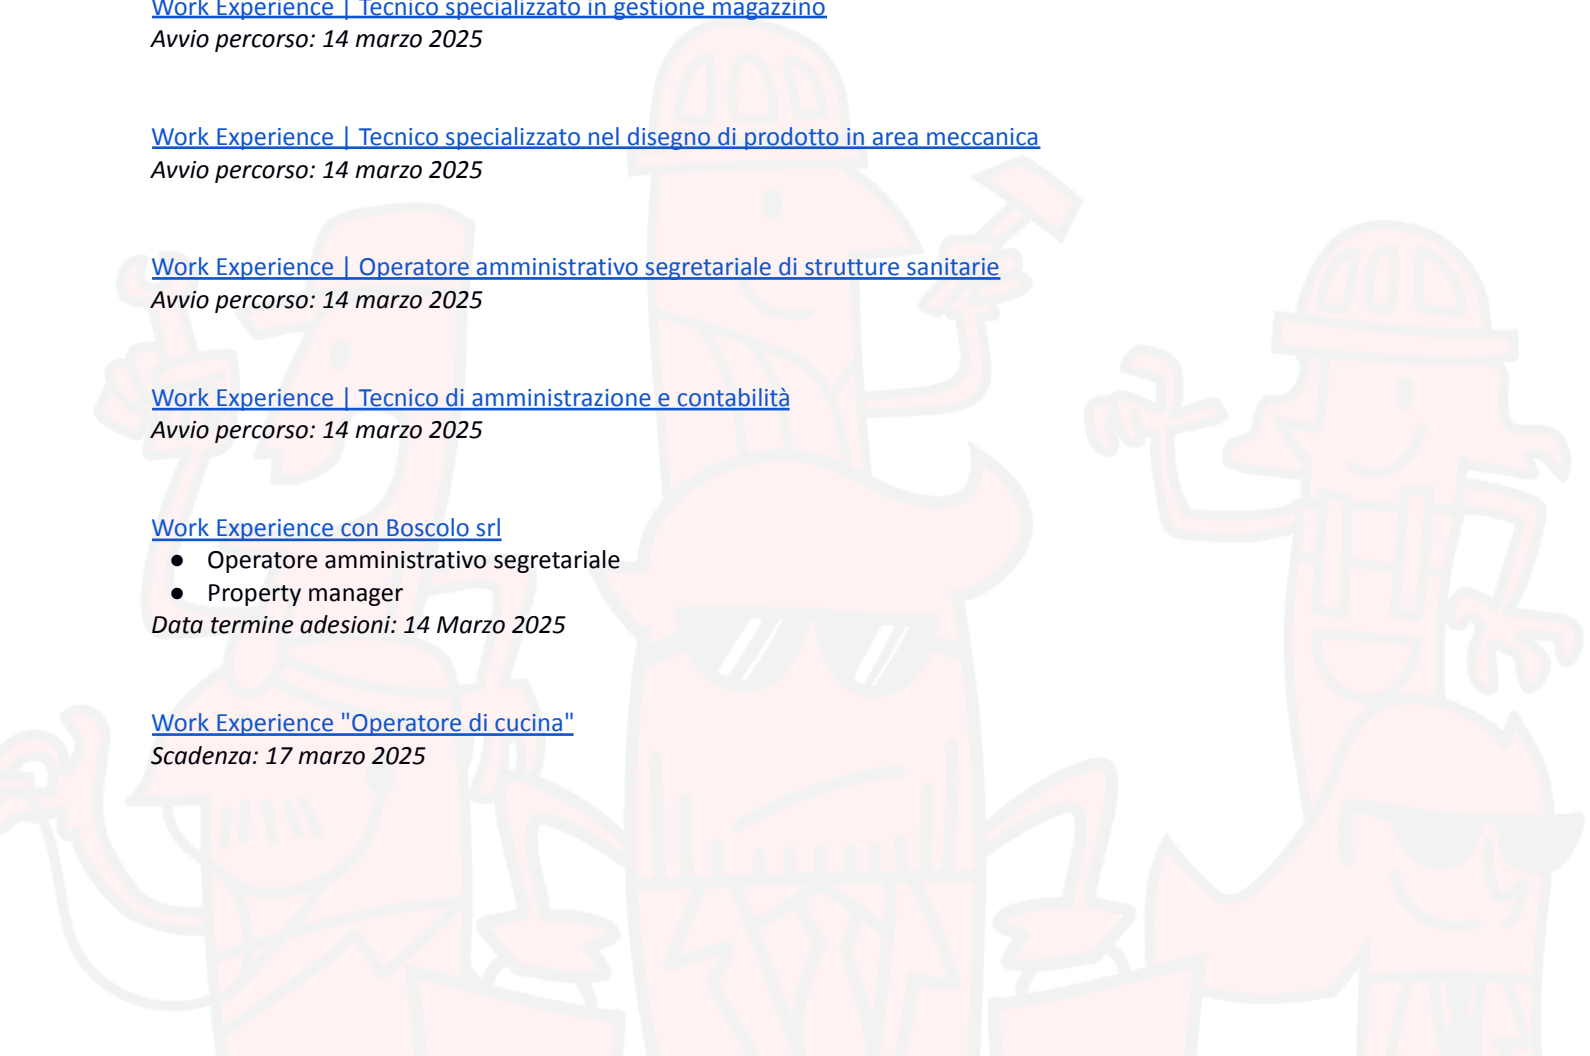 Work Experience | Tecnico specializzato in gestione magazzino
Avvio percorso: 14 marzo 2025
Work Experience | Tecnico specializzato nel disegno di prodotto in area meccanica
Avvio percorso: 14 marzo 2025
Work Experience | Operatore amministrativo segretariale di strutture sanitarie
Avvio percorso: 14 marzo 2025
Work Experience | Tecnico di amministrazione e contabilità
Avvio percorso: 14 marzo 2025
Work Experience con Boscolo srl
● Operatore amministrativo segretariale
● Property manager
Data termine adesioni: 14 Marzo 2025
Work Experience "Operatore di cucina"
Scadenza: 17 marzo 2025